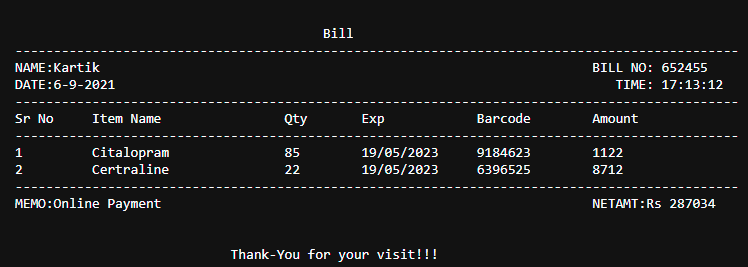 Bill
NAME:Kartik BILL NO: 652455
DATE:6-9-2021 TIME: 17:13:12
Sr No Item Name Qty Exp Barcode Amount
1 Citalopram 85 19/05/2023 9184623 1122
2 Certraline 22 19/05/2023 6396525 8712
MEMO:Online Payment NETAMT:Rs 287034
Thank-You for your visit!!!